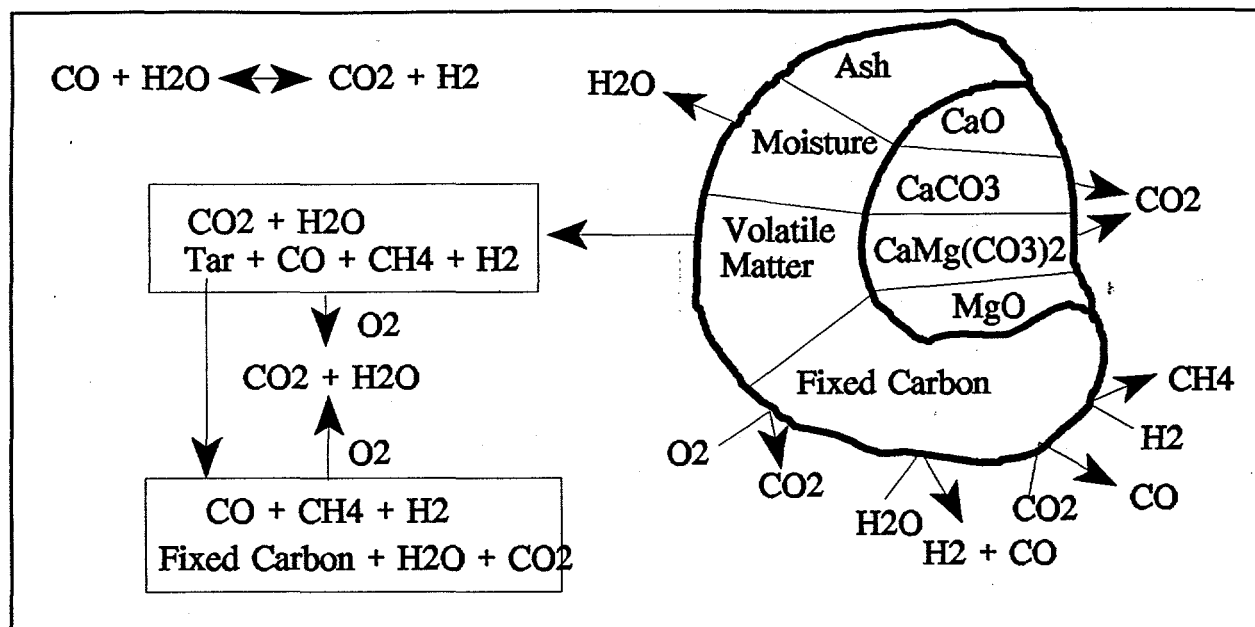 CO + H2O ↔ CO2 + H2
CO2 + H2O
Tar + CO + CH4 + H2
O2
CO2 + H2O
O2
CO + CH4 + H2
Fixed Carbon + H2O + CO2
Ash
H2O
Moisture
CaO
CaCO3
CO2
Volatile
Matter
CaMg(CO3)2
MgO
Fixed Carbon
CH4
H2
O2
CO2
H2O
H2 + CO
CO2
CO